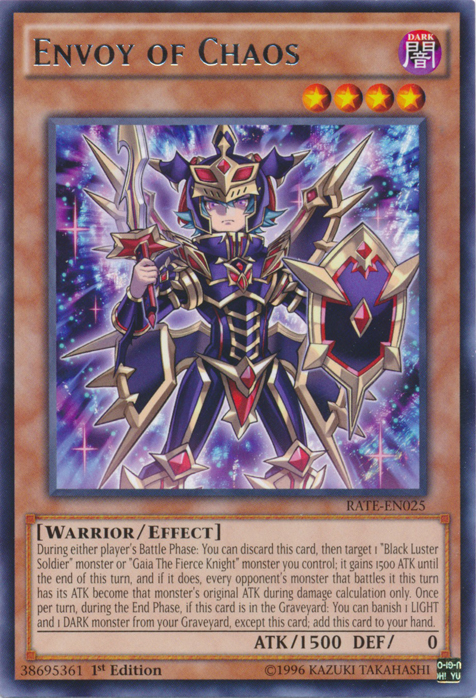 ENVOY OF CHAOS
DARK
闇
RATE-EN025
[WARRIOR/EFFECT]
During either player's Battle Phase: You can discard this card, then target 1 "Black Luster
Soldier" monster or "Gaia The Fierce Knight" monster you control; it gains 1500 ATK until
the end of this turn, and if it does, every opponent's monster that battles it this turn
has its ATK become that monster's original ATK during damage calculation only. Once
per turn, during the End Phase, if this card is in the Graveyard: You can banish 1 LIGHT
and 1 DARK monster from your Graveyard, except this card; add this card to your hand.
ATK/1500 DEF/ 0
38695361 1st Edition ©1996 KAZUKI TAKAHASHI